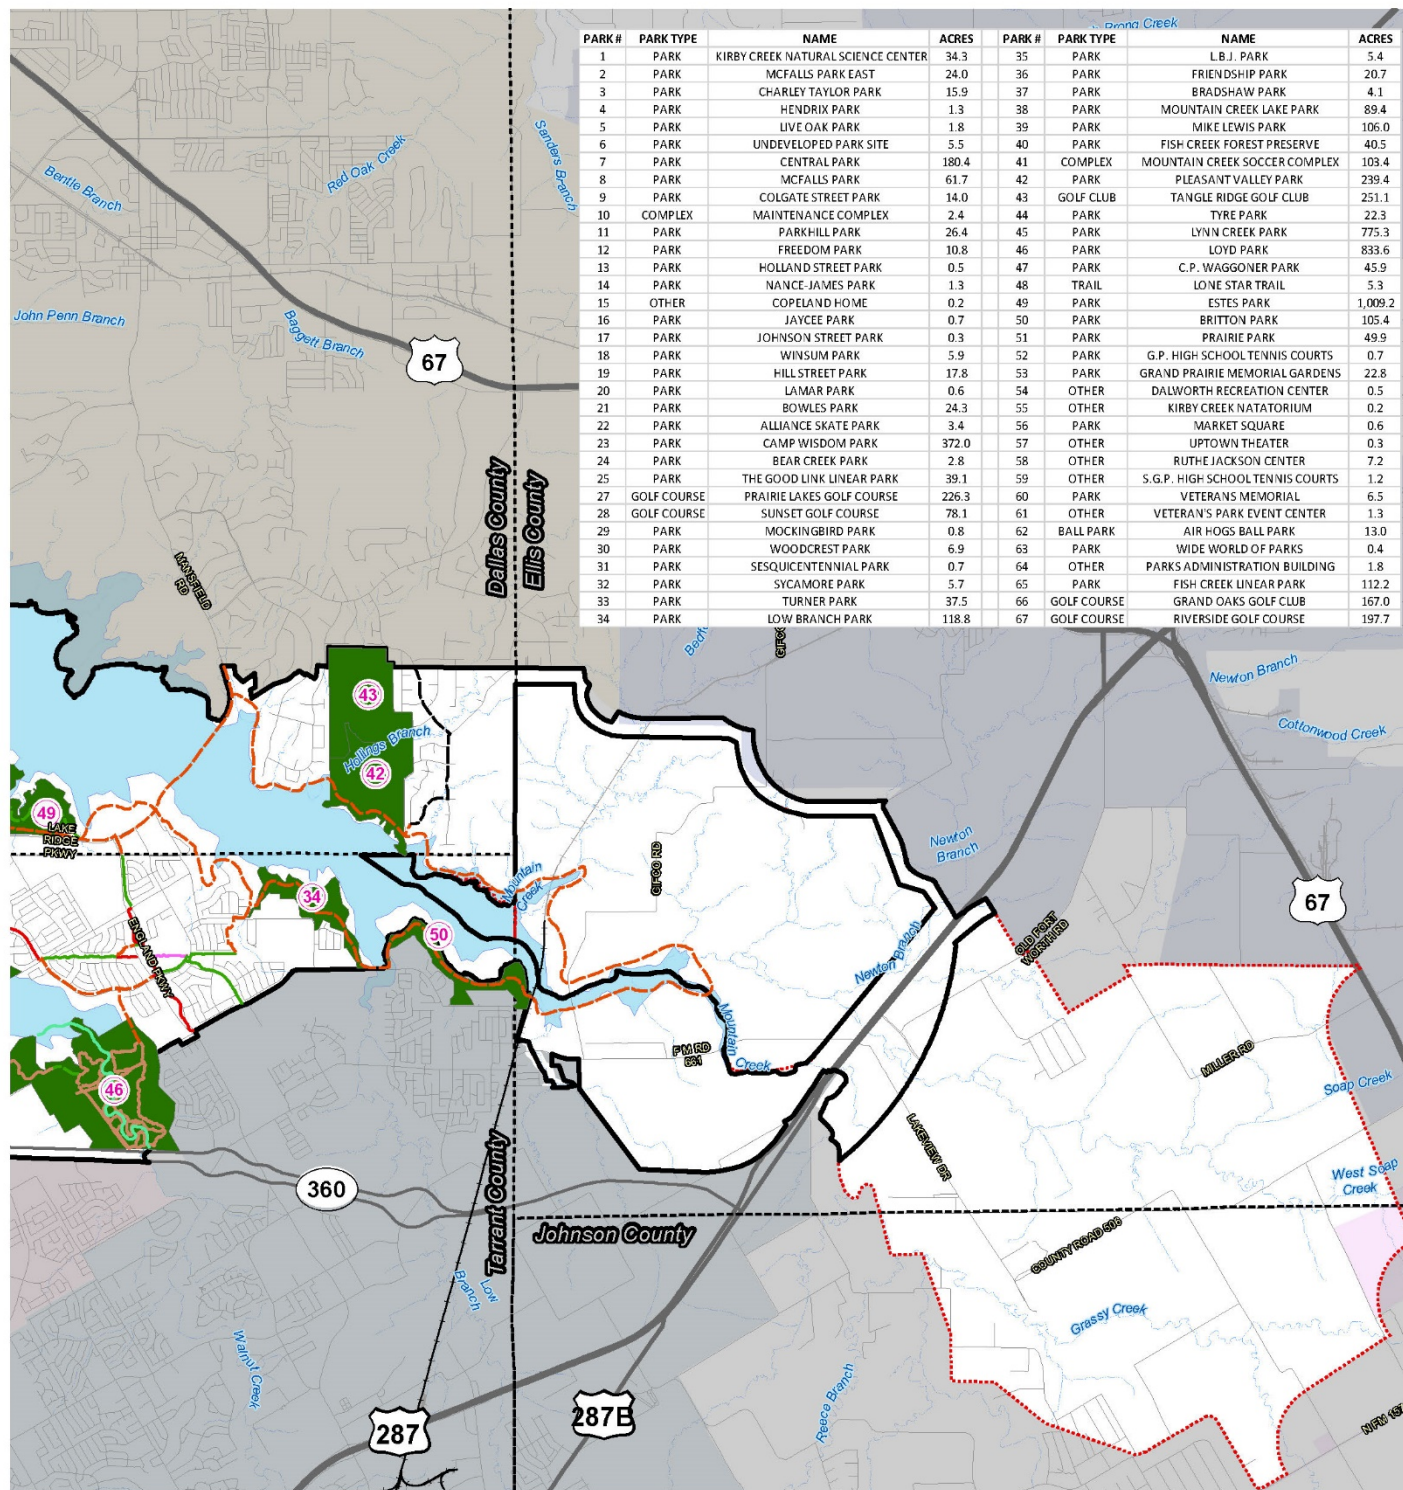 Prong Creek
PARK # PARK TYPE NAME ACRES PARK # PARK TYPE NAME ACRES
1 PARK KIRBY CREEK NATURAL SCIENCE CENTER 34.3 35 PARK L.B.J. PARK 5.4
2 PARK MCFALLS PARK EAST 24.0 36 PARK FRIENDSHIP PARK 20.7
3 PARK CHARLEY TAYLOR PARK 15.9 37 PARK BRADSHAW PARK 4.1
4 PARK HENDRIX PARK 1.3 38 PARK MOUNTAIN CREEK LAKE PARK 89.4
5 PARK LIVE OAK PARK 1.8 39 PARK MIKE LEWIS PARK 106.0
6 PARK UNDEVELOPED PARK SITE 5.5 40 PARK FISH CREEK FOREST PRESERVE 40.5
7 PARK CENTRAL PARK 180.4 41 COMPLEX MOUNTAIN CREEK SOCCER COMPLEX 103.4
8 PARK MCFALLS PARK 61.7 42 PARK PLEASANT VALLEY PARK 239.4
9 PARK COLGATE STREET PARK 14.0 43 GOLF CLUB TANGLE RIDGE GOLF CLUB 251.1
10 COMPLEX MAINTENANCE COMPLEX 2.4 44 PARK TYRE PARK 22.3
11 PARK PARKHILL PARK 26.4 45 PARK LYNN CREEK PARK 775.3
12 PARK FREEDOM PARK 10.8 46 PARK LOYD PARK 833.6
13 PARK HOLLAND STREET PARK 0.5 47 PARK C.P. WAGGONER PARK 45.9
14 PARK NANCE-JAMES PARK 1.3 48 TRAIL LONE STAR TRAIL 5.3
15 OTHER COPELAND HOME 0.2 49 PARK ESTES PARK 1,009.2
16 PARK JAYCEE PARK 0.7 50 PARK BRITTON PARK 105.4
17 PARK JOHNSON STREET PARK 0.3 51 PARK PRAIRIE PARK 49.9
18 PARK WINSUM PARK 5.9 52 PARK G.P. HIGH SCHOOL TENNIS COURTS 0.7
19 PARK HILL STREET PARK 17.8 53 PARK GRAND PRAIRIE MEMORIAL GARDENS 22.8
20 PARK LAMAR PARK 0.6 54 OTHER DALWORTH RECREATION CENTER 0.5
21 PARK BOWLES PARK 24.3 55 OTHER KIRBY CREEK NATATORIUM 0.2
22 PARK ALLIANCE SKATE PARK 3.4 56 PARK MARKET SQUARE 0.6
23 PARK CAMP WISDOM PARK 372.0 57 OTHER UPTOWN THEATER 0.3
24 PARK BEAR CREEK PARK 2.8 58 OTHER RUTHE JACKSON CENTER 7.2
25 PARK THE GOOD LINK LINEAR PARK 39.1 59 OTHER S.G.P. HIGH SCHOOL TENNIS COURTS 1.2
27 GOLF COURSE PRAIRIE LAKES GOLF COURSE 226.3 60 PARK VETERANS MEMORIAL 6.5
28 GOLF COURSE SUNSET GOLF COURSE 78.1 61 OTHER VETERAN'S PARK EVENT CENTER 1.3
29 PARK MOCKINGBIRD PARK 0.8 62 BALL PARK AIR HOGS BALL PARK 13.0
30 PARK WOODCREST PARK 6.9 63 PARK WIDE WORLD OF PARKS 0.4
31 PARK SESQUICENTENNIAL PARK 0.7 64 OTHER PARKS ADMINISTRATION BUILDING 1.8
32 PARK SYCAMORE PARK 5.7 65 PARK FISH CREEK LINEAR PARK 112.2
33 PARK TURNER PARK 37.5 66 GOLF COURSE GRAND OAKS GOLF CLUB 167.0
34 PARK LOW BRANCH PARK 118.8 67 GOLF COURSE RIVERSIDE GOLF COURSE 197.7
Sanders Branch
Red Oak Creek
Bentle Branch
John Penn Branch
Baggett Branch
67
Dallas County
Ellis County
MANSFIELD
RD
Newton Branch
Cottonwood Creek
43
Hollings Branch
42
49
LAKE
RIDGE
PKWY
34
50
ENGLAND PKWY
46
Mountain
Creek
GIFCO RD
Newton
Branch
67
OLD FORT
WORTH RD
Newton Branch
Mountain
Creek
F M RD
661
MILLER RD
Soap Creek
LAKEVIEW DR
West Soap
Creek
360
Tarrant County
Johnson County
COUNTY ROAD 506
Low
Branch
Grassy Creek
Walnut Creek
Reece Branch
287
287B
N FM 157